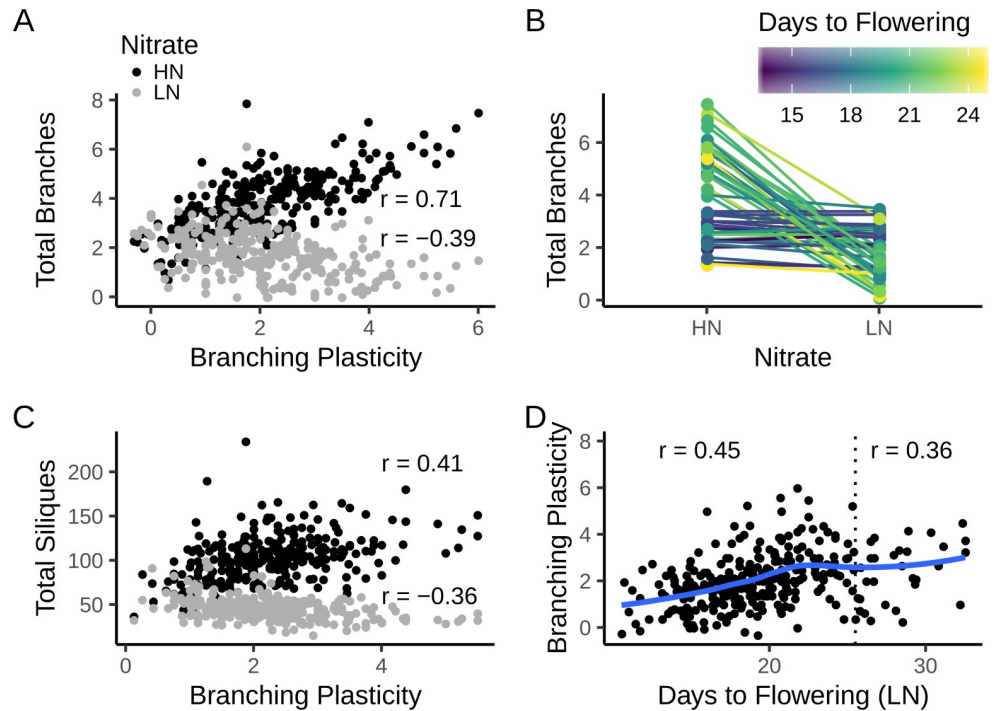 A
Nitrate
HN
LN
Total Branches
8
6
4
2
0
r = 0.71
r = −0.39
0 2 4 6
Branching Plasticity
B
Days to Flowering
15 18 21 24
Total Branches
6
4
2
0
HN LN
Nitrate
C
Total Siliques
200
150
100
50
r = 0.41
r = −0.36
0 2 4
Branching Plasticity
D
Branching Plasticity
8
6
4
2
0
r = 0.45 r = 0.36
20 30
Days to Flowering (LN)